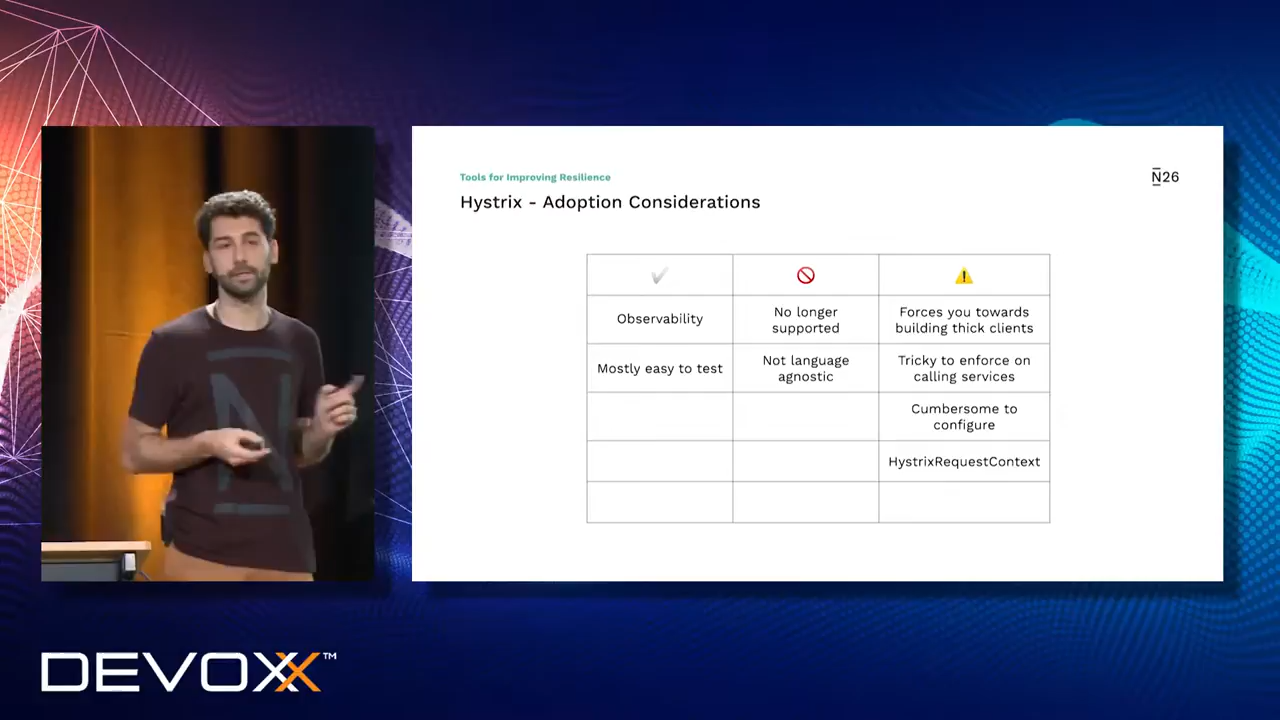 Tools for Improving Resilience
N26
Hystrix - Adoption Considerations
Observability
No longer
supported
Forces you towards
building thick clients
Mostly easy to test
Not language
agnostic
Tricky to enforce on
calling services
Cumbersome to
configure
HystrixRequestContext
N
DEVOXX™